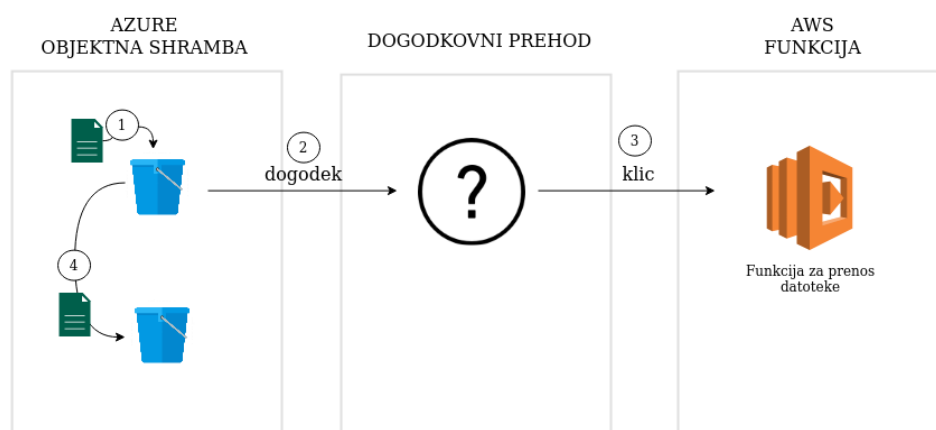 AZURE
OBJEKTNA SHRAMBA
DOGODKOVNI PREHOD
AWS
FUNKCIJA
1
2
dogodek
3
klic
?
4
Funkcija za prenos
datoteke